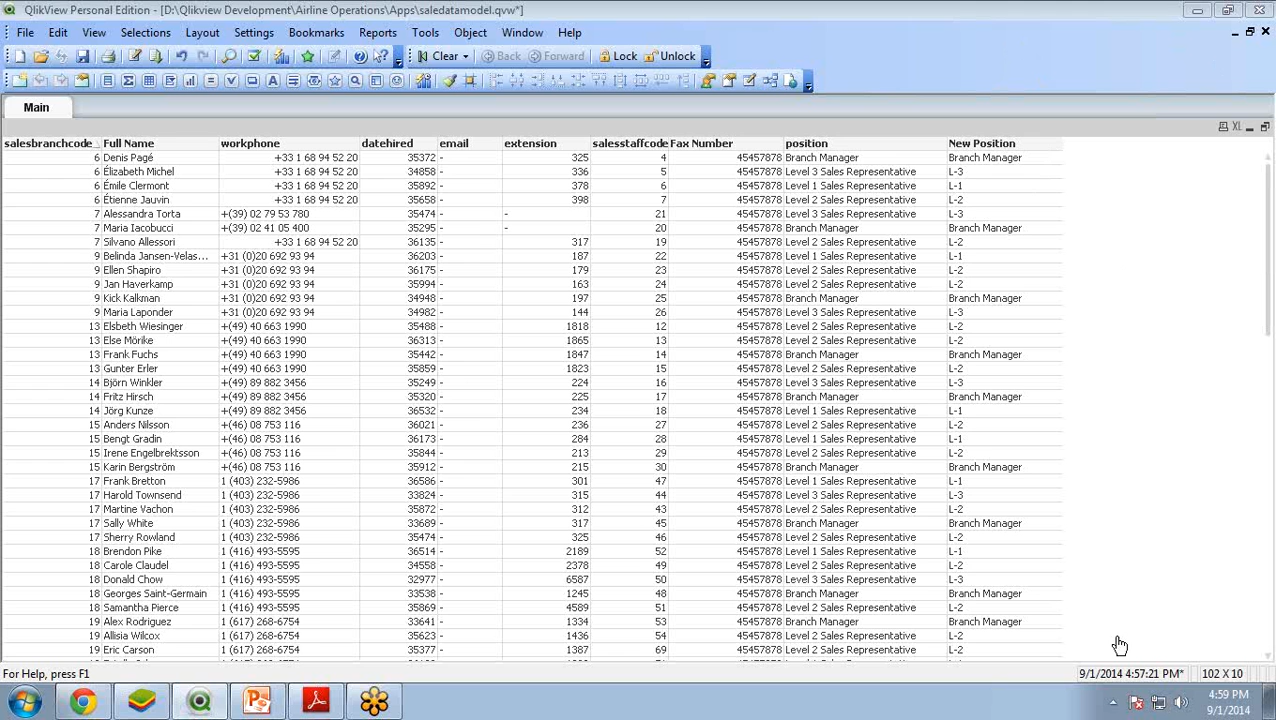 QlikView Personal Edition - [D:\Qlikview Development\Airline Operations\Apps\saledatamodel.qvw*]
File Edit View Selections Layout Settings Bookmarks Reports Tools Object Window Help
Clear Back Forward Lock Unlock
Main
XL
salesbranchcode Full Name workphone datehired email extension salesstaffcode Fax Number position New Position
6 Denis Pagé +33 1 68 94 52 20 35372 - 325 4 45457878 Branch Manager Branch Manager
6 Élizabeth Michel +33 1 68 94 52 20 34858 - 336 5 45457878 Level 3 Sales Representative L-3
6 Émile Clermont +33 1 68 94 52 20 35892 - 378 6 45457878 Level 1 Sales Representative L-1
6 Étienne Jauvin +33 1 68 94 52 20 35658 - 398 7 45457878 Level 2 Sales Representative L-2
7 Alessandra Torta +(39) 02 79 53 780 35474 - - 21 45457878 Level 3 Sales Representative L-3
7 Maria Iacobucci +(39) 02 41 05 400 35295 - - 20 45457878 Branch Manager Branch Manager
7 Silvano Allessori +33 1 68 94 52 20 36135 - 317 19 45457878 Level 2 Sales Representative L-2
9 Belinda Jansen-Velas... +31 (0)20 692 93 94 36203 - 187 22 45457878 Level 1 Sales Representative L-1
9 Ellen Shapiro +31 (0)20 692 93 94 36175 - 179 23 45457878 Level 2 Sales Representative L-2
9 Jan Haverkamp +31 (0)20 692 93 94 35994 - 163 24 45457878 Level 2 Sales Representative L-2
9 Kick Kalkman +31 (0)20 692 93 94 34948 - 197 25 45457878 Branch Manager Branch Manager
9 Maria Laponder +31 (0)20 692 93 94 34982 - 144 26 45457878 Level 3 Sales Representative L-3
13 Elsbeth Wiesinger +(49) 40 663 1990 35488 - 1818 12 45457878 Level 2 Sales Representative L-2
13 Else Mörike +(49) 40 663 1990 36313 - 1865 13 45457878 Level 2 Sales Representative L-2
13 Frank Fuchs +(49) 40 663 1990 35442 - 1847 14 45457878 Branch Manager Branch Manager
13 Gunter Erler +(49) 40 663 1990 35859 - 1823 15 45457878 Level 2 Sales Representative L-2
14 Björn Winkler +(49) 89 882 3456 35249 - 224 16 45457878 Level 3 Sales Representative L-3
14 Fritz Hirsch +(49) 89 882 3456 35320 - 225 17 45457878 Branch Manager Branch Manager
14 Jörg Kunze +(49) 89 882 3456 36532 - 234 18 45457878 Level 1 Sales Representative L-1
15 Anders Nilsson +(46) 08 753 116 36021 - 236 27 45457878 Level 2 Sales Representative L-2
15 Bengt Gradin +(46) 08 753 116 36173 - 284 28 45457878 Level 1 Sales Representative L-1
15 Irene Engelbrektsson +(46) 08 753 116 35844 - 213 29 45457878 Level 2 Sales Representative L-2
15 Karin Bergström +(46) 08 753 116 35912 - 215 30 45457878 Branch Manager Branch Manager
17 Frank Bretton 1 (403) 232-5986 36586 - 301 47 45457878 Level 1 Sales Representative L-1
17 Harold Townsend 1 (403) 232-5986 33824 - 315 44 45457878 Level 3 Sales Representative L-3
17 Martine Vachon 1 (403) 232-5986 35872 - 312 43 45457878 Level 2 Sales Representative L-2
17 Sally White 1 (403) 232-5986 33689 - 317 45 45457878 Branch Manager Branch Manager
17 Sherry Rowland 1 (403) 232-5986 35474 - 325 46 45457878 Level 2 Sales Representative L-2
18 Brendon Pike 1 (416) 493-5595 36514 - 2189 52 45457878 Level 1 Sales Representative L-1
18 Carole Claudel 1 (416) 493-5595 34558 - 2378 49 45457878 Level 2 Sales Representative L-2
18 Donald Chow 1 (416) 493-5595 32977 - 6587 50 45457878 Level 3 Sales Representative L-3
18 Georges Saint-Germain 1 (416) 493-5595 33538 - 1245 48 45457878 Branch Manager Branch Manager
18 Samantha Pierce 1 (416) 493-5595 35869 - 4589 51 45457878 Level 2 Sales Representative L-2
19 Alex Rodriguez 1 (617) 268-6754 33641 - 1334 53 45457878 Branch Manager Branch Manager
19 Allisia Wilcox 1 (617) 268-6754 35623 - 1436 54 45457878 Level 2 Sales Representative L-2
19 Eric Carson 1 (617) 268-6754 35377 - 1387 69 45457878 Level 2 Sales Representative L-2
For Help, press F1 9/1/2014 4:57:21 PM* 102 X 10
4:59 PM
9/1/2014